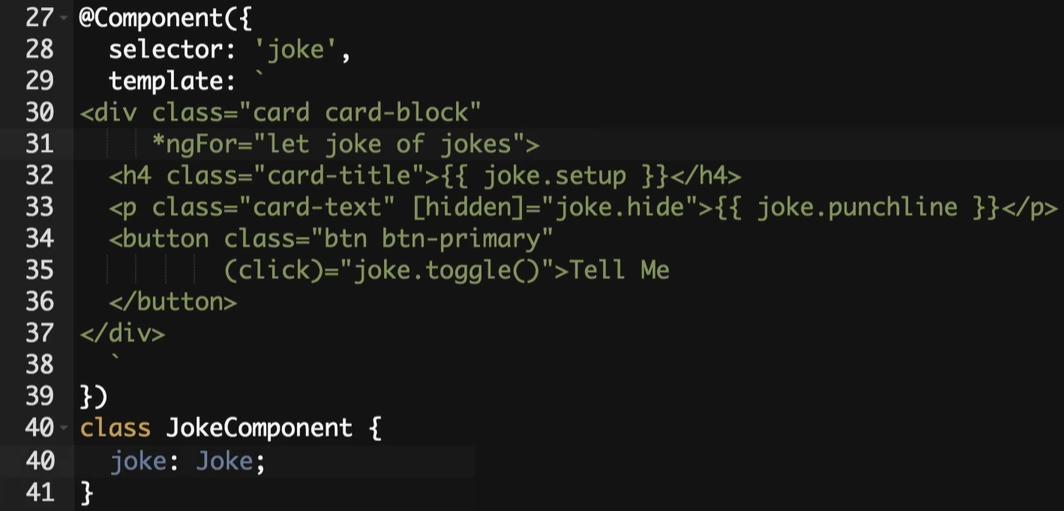 27 @Component({
28   selector: 'joke',
29   template: `
30 <div class="card card-block"
31      *ngFor="let joke of jokes">
32   <h4 class="card-title">{{ joke.setup }}</h4>
33   <p class="card-text" [hidden]="joke.hide">{{ joke.punchline }}</p>
34   <button class="btn btn-primary"
35           (click)="joke.toggle()">Tell Me
36   </button>
37 </div>
38   `
39 })
40 class JokeComponent {
40   joke: Joke;
41 }